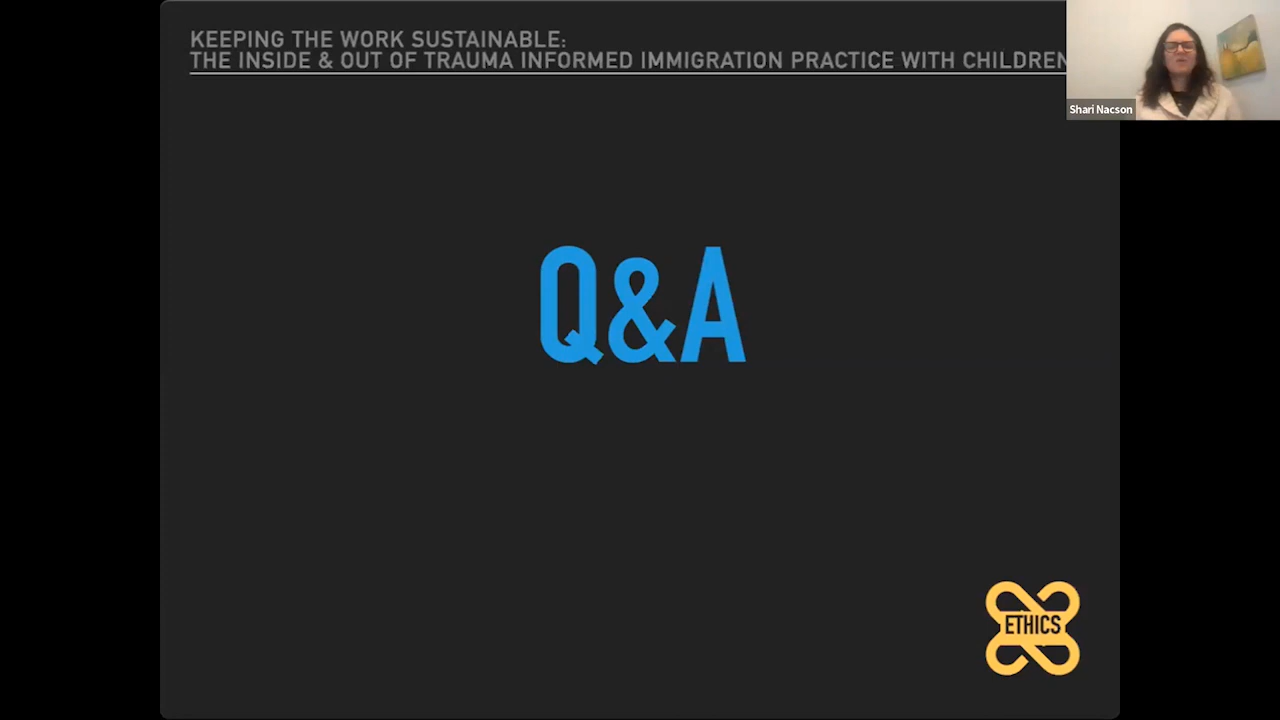 KEEPING THE WORK SUSTAINABLE:
THE INSIDE & OUT OF TRAUMA INFORMED IMMIGRATION PRACTICE WITH CHILDREN
Shari Nacson
Q&A
ETHICS